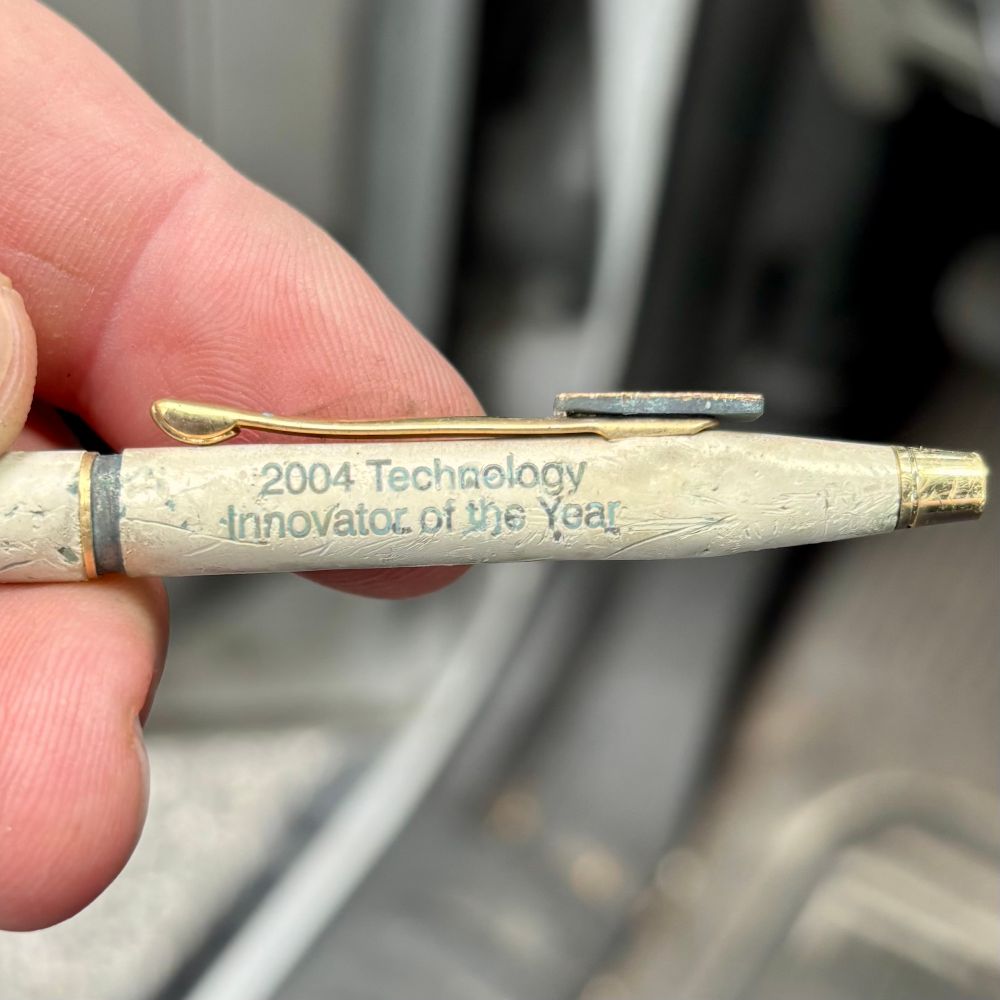 2004 Technology
Innovator of the Year